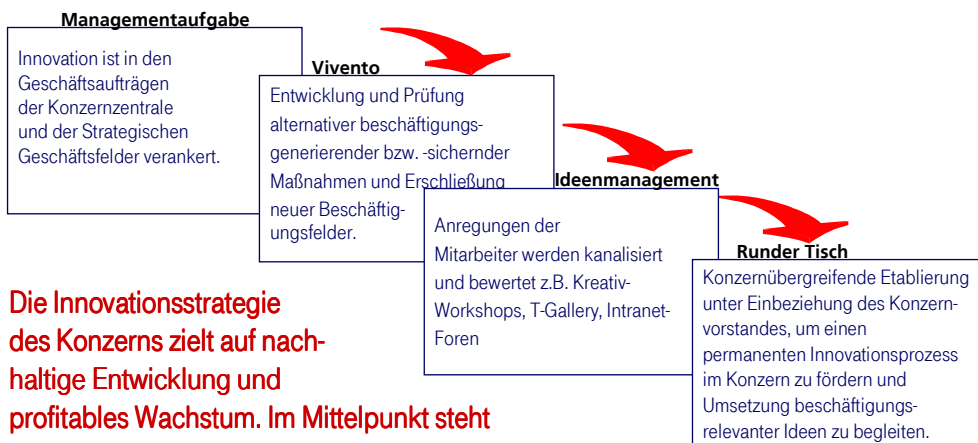 Managementaufgabe
Innovation ist in den
Geschäftsaufträgen
der Konzernzentrale
und der Strategischen
Geschäftsfelder verankert.
Vivento
Entwicklung und Prüfung
alternativer beschäftigungs-
generierender bzw. -sichernder
Maßnahmen und Erschließung
neuer Beschäftig-
ungsfelder.
Ideenmanagement
Anregungen der
Mitarbeiter werden kanalisiert
und bewertet z.B. Kreativ-
Workshops, T-Gallery, Intranet-
Foren
Runder Tisch
Konzernübergreifende Etablierung
unter Einbeziehung des Konzern-
vorstandes, um einen
permanenten Innovationsprozess
im Konzern zu fördern und
Umsetzung beschäftigungs-
relevanter Ideen zu begleiten.
Die Innovationsstrategie
des Konzerns zielt auf nach-
haltige Entwicklung und
profitables Wachstum. Im Mittelpunkt steht